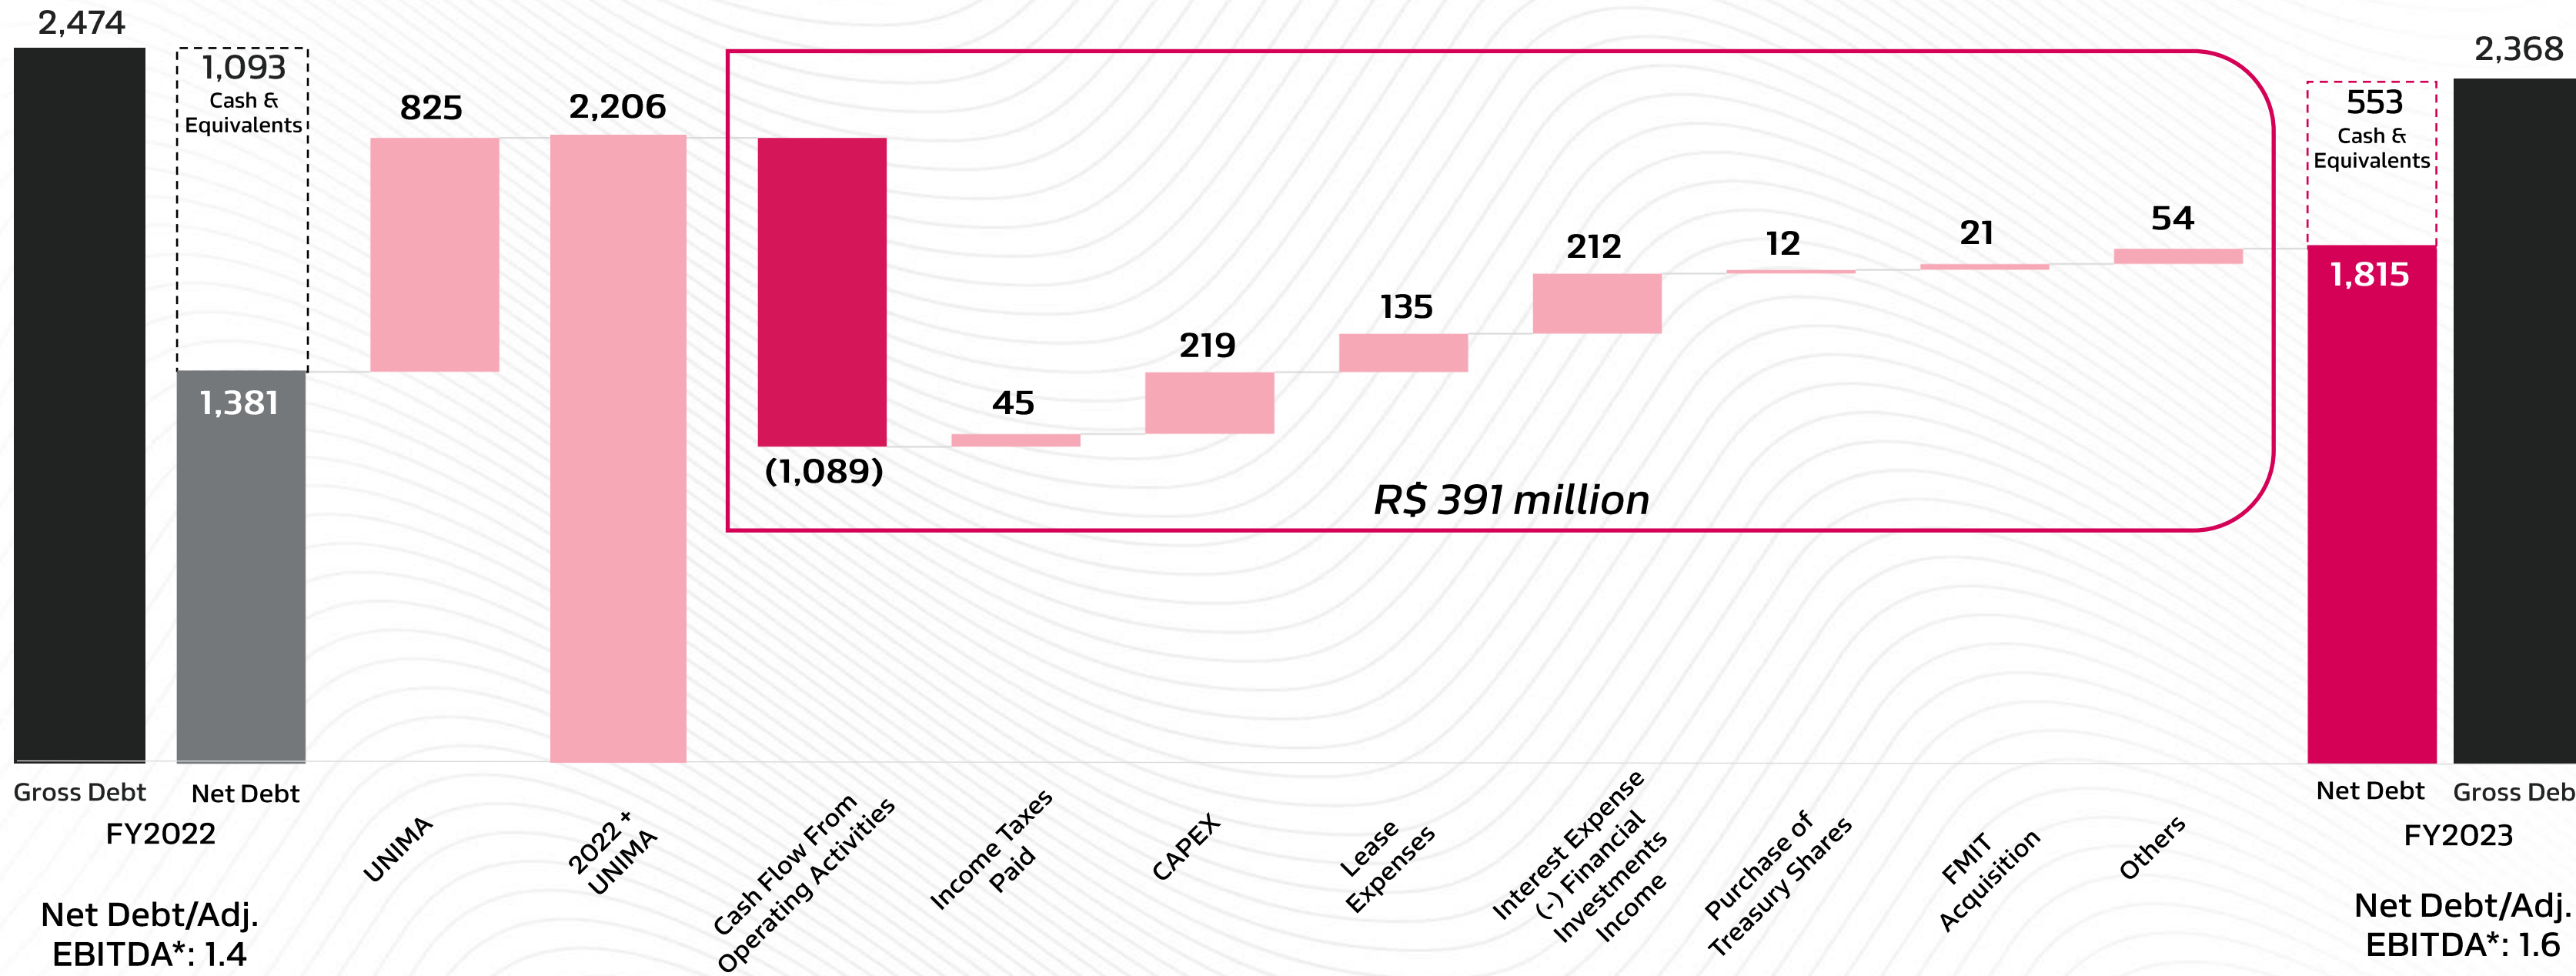 2,474
1,093
Cash &
Equivalents
1,381
825
2,206
(1,089)
45
219
135
212
12
21
54
R$ 391 million
553
Cash &
Equivalents
1,815
2,368
Gross Debt
Net Debt
FY2022
UNIMA
2022 +
UNIMA
Cash Flow From
Operating Activities
Income Taxes
Paid
CAPEX
Lease
Expenses
Interest Expense
(-) Financial
Investments
Income
Purchase of
Treasury Shares
FMIT
Acquisition
Others
Net Debt
Gross Deb
FY2023
Net Debt/Adj.
EBITDA*: 1.4
Net Debt/Adj.
EBITDA*: 1.6